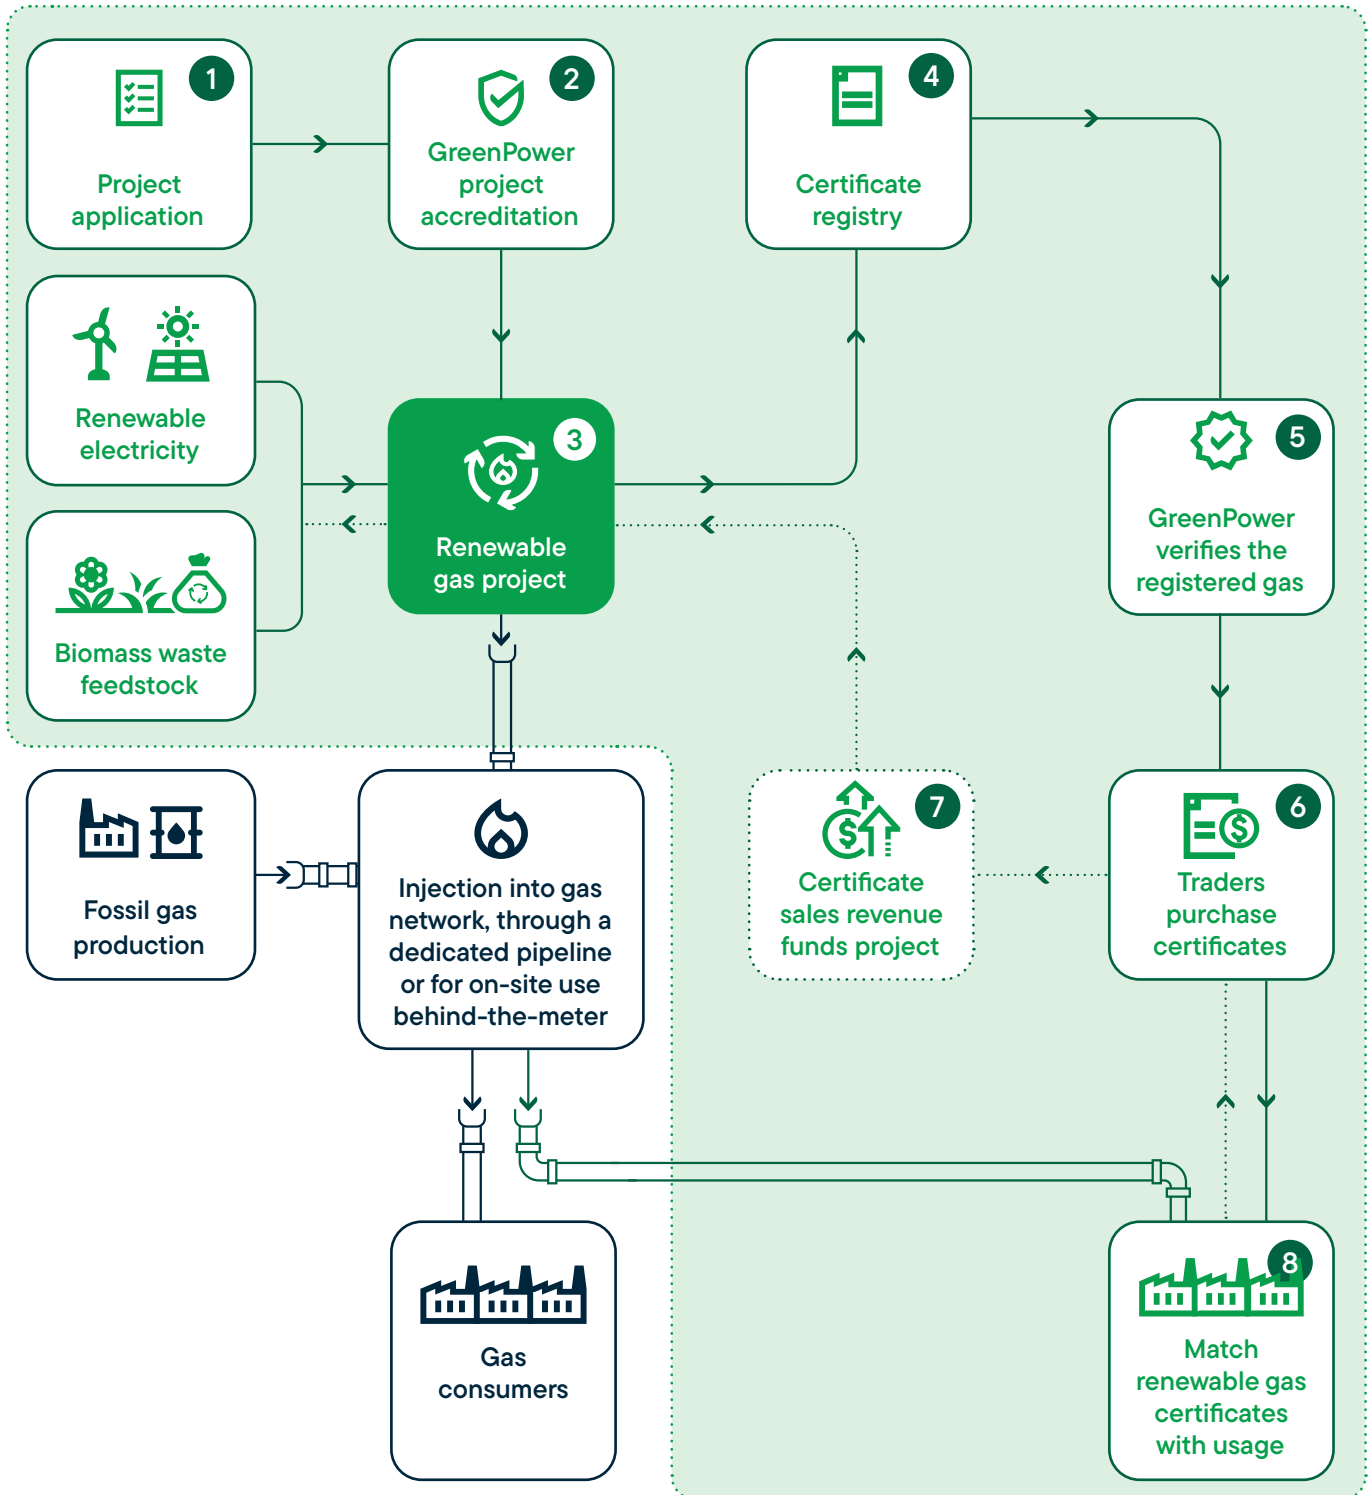 1
Project
application
2
GreenPower
project
accreditation
4
Certificate
registry
Renewable
electricity
3
Renewable
gas project
5
GreenPower
verifies the
registered gas
Biomass waste
feedstock
Fossil gas
production
Injection into gas
network, through a
dedicated pipeline
or for on-site use
behind-the-meter
7
$
Certificate
sales revenue
funds project
6
$
Traders
purchase
certificates
Gas
consumers
8
Match
renewable gas
certificates
with usage